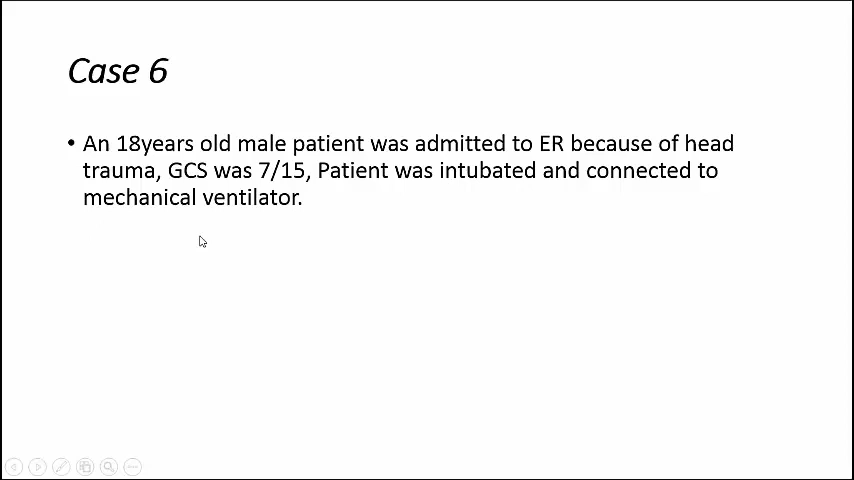 Case 6
• An 18years old male patient was admitted to ER because of head
trauma, GCS was 7/15, Patient was intubated and connected to
mechanical ventilator.